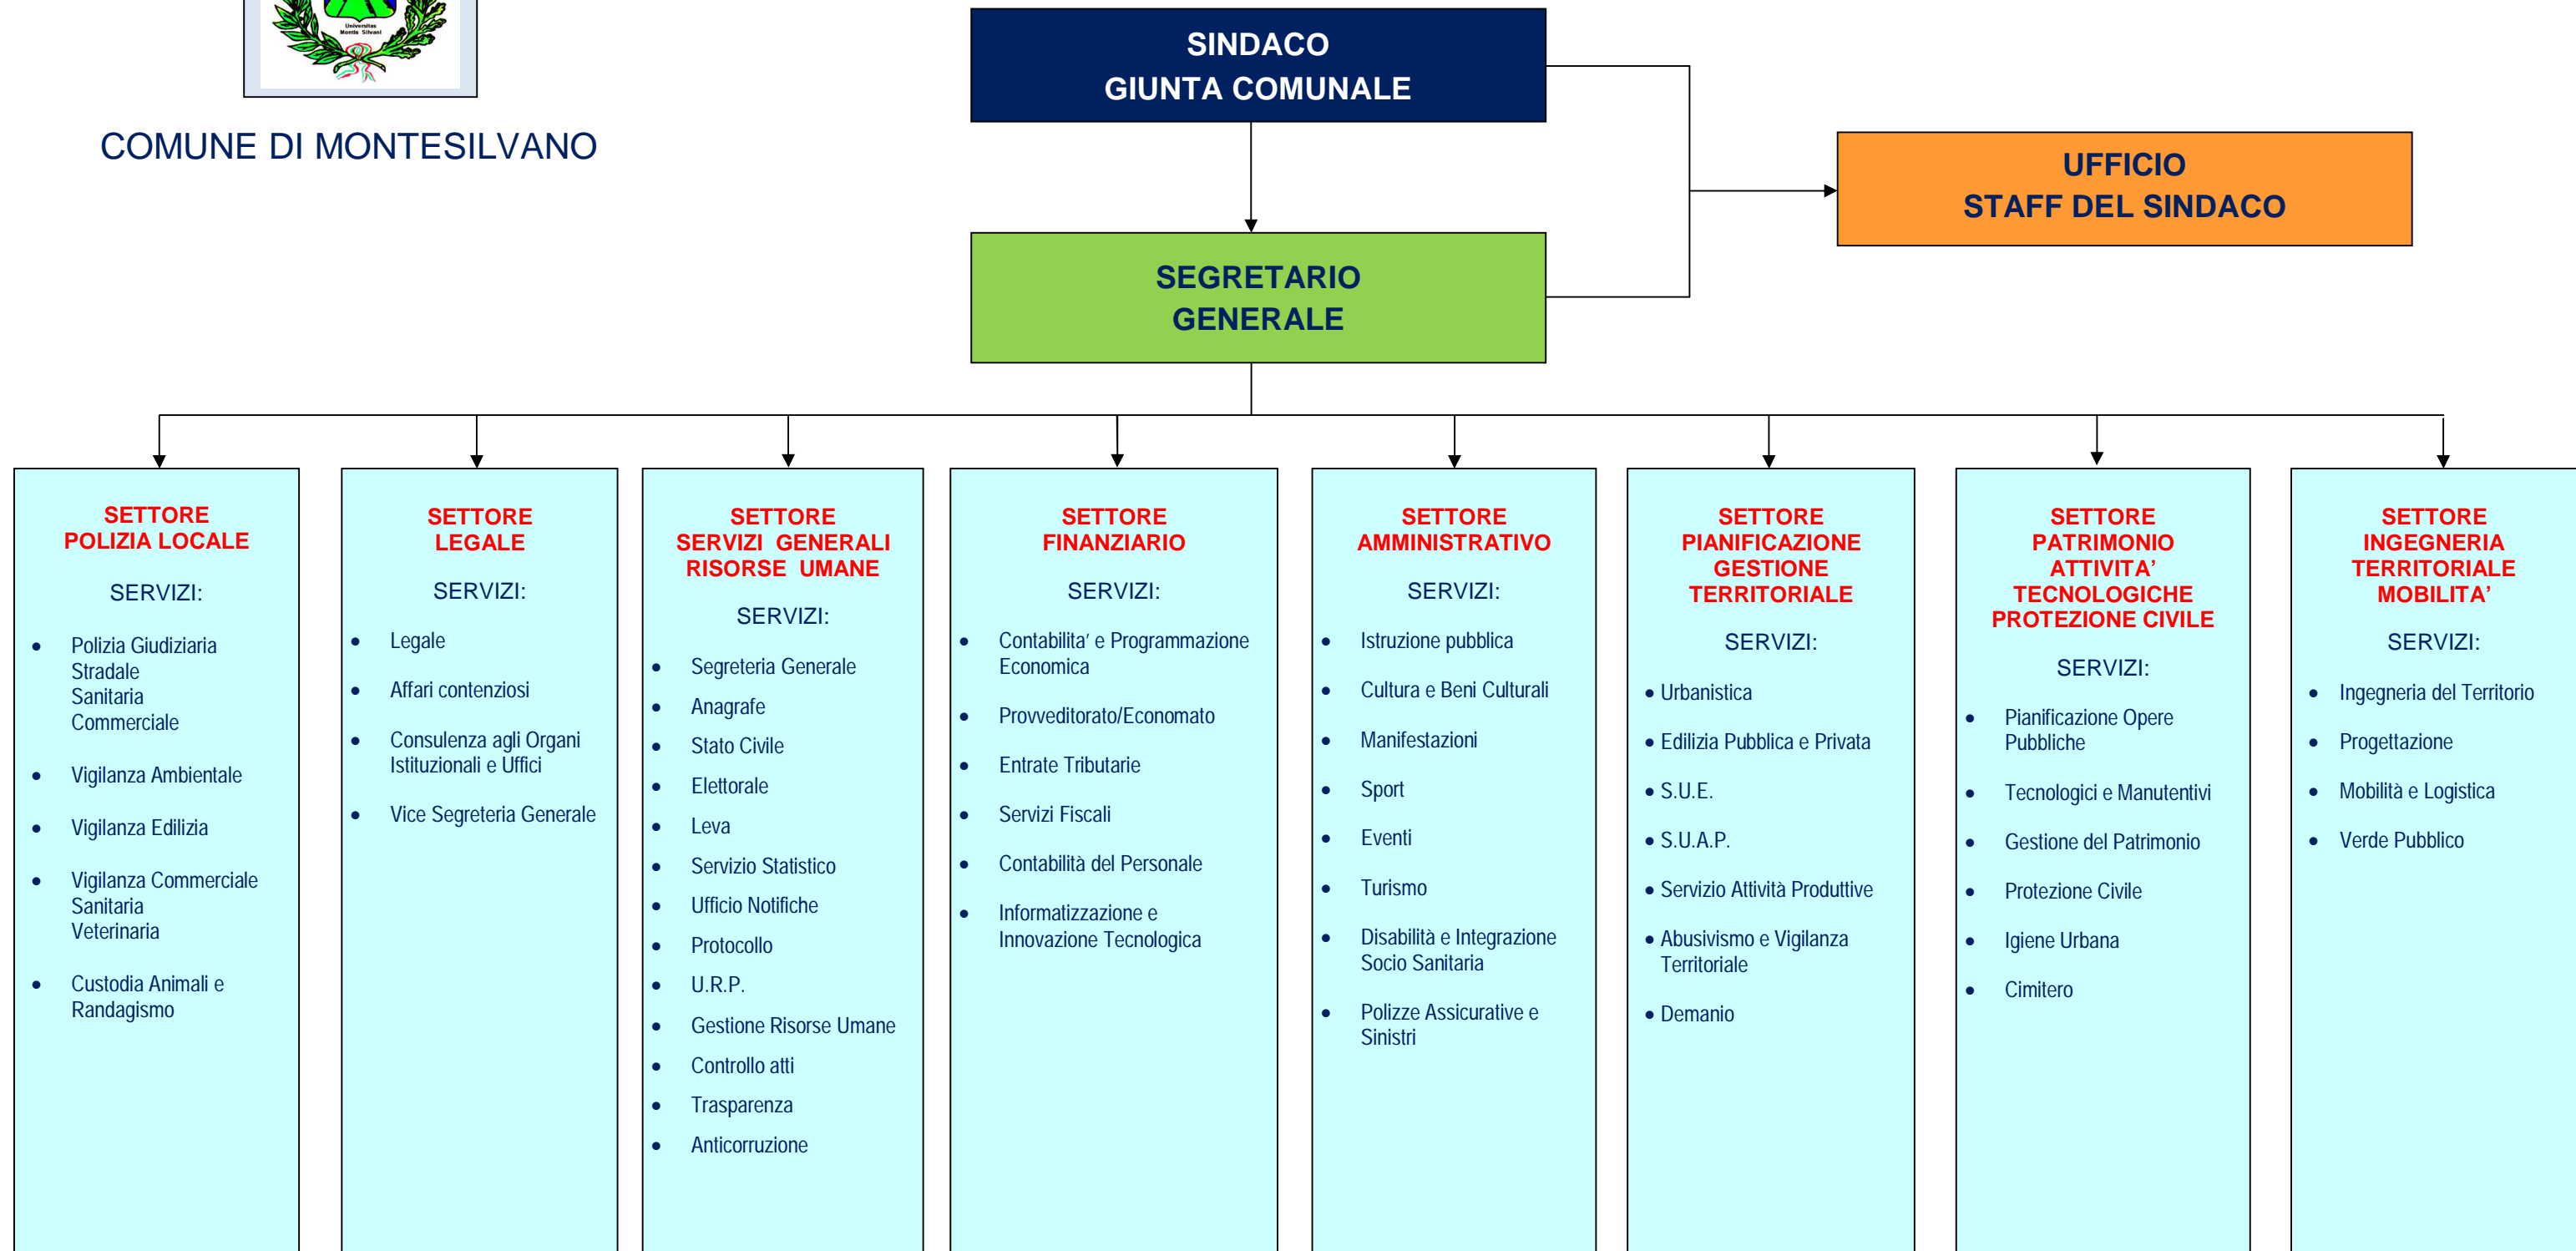 Universitas
Montis Silvani
COMUNE DI MONTESILVANO
SINDACO
GIUNTA COMUNALE
UFFICIO
STAFF DEL SINDACO
SEGRETARIO
GENERALE
SETTORE
POLIZIA LOCALE
SERVIZI:
• Polizia Giudiziaria
Stradale
Sanitaria
Commerciale
• Vigilanza Ambientale
• Vigilanza Edilizia
• Vigilanza Commerciale
Sanitaria
Veterinaria
• Custodia Animali e
Randagismo
SETTORE
LEGALE
SERVIZI:
• Legale
• Affari contenziosi
• Consulenza agli Organi
Istituzionali e Uffici
• Vice Segreteria Generale
SETTORE
SERVIZI GENERALI
RISORSE UMANE
SERVIZI:
• Segreteria Generale
• Anagrafe
• Stato Civile
• Elettorale
• Leva
• Servizio Statistico
• Ufficio Notifiche
• Protocollo
• U.R.P.
• Gestione Risorse Umane
• Controllo atti
• Trasparenza
• Anticorruzione
SETTORE
FINANZIARIO
SERVIZI:
• Contabilita' e Programmazione
Economica
• Provveditorato/Economato
• Entrate Tributarie
• Servizi Fiscali
• Contabilità del Personale
• Informatizzazione e
Innovazione Tecnologica
SETTORE
AMMINISTRATIVO
SERVIZI:
• Istruzione pubblica
• Cultura e Beni Culturali
• Manifestazioni
• Sport
• Eventi
• Turismo
• Disabilità e Integrazione
Socio Sanitaria
• Polizze Assicurative e
Sinistri
SETTORE
PIANIFICAZIONE
GESTIONE
TERRITORIALE
SERVIZI:
• Urbanistica
• Edilizia Pubblica e Privata
• S.U.E.
• S.U.A.P.
• Servizio Attività Produttive
• Abusivismo e Vigilanza
Territoriale
• Demanio
SETTORE
PATRIMONIO
ATTIVITA’
TECNOLOGICHE
PROTEZIONE CIVILE
SERVIZI:
• Pianificazione Opere
Pubbliche
• Tecnologici e Manutentivi
• Gestione del Patrimonio
• Protezione Civile
• Igiene Urbana
• Cimitero
SETTORE
INGEGNERIA
TERRITORIALE
MOBILITA’
SERVIZI:
• Ingegneria del Territorio
• Progettazione
• Mobilità e Logistica
• Verde Pubblico